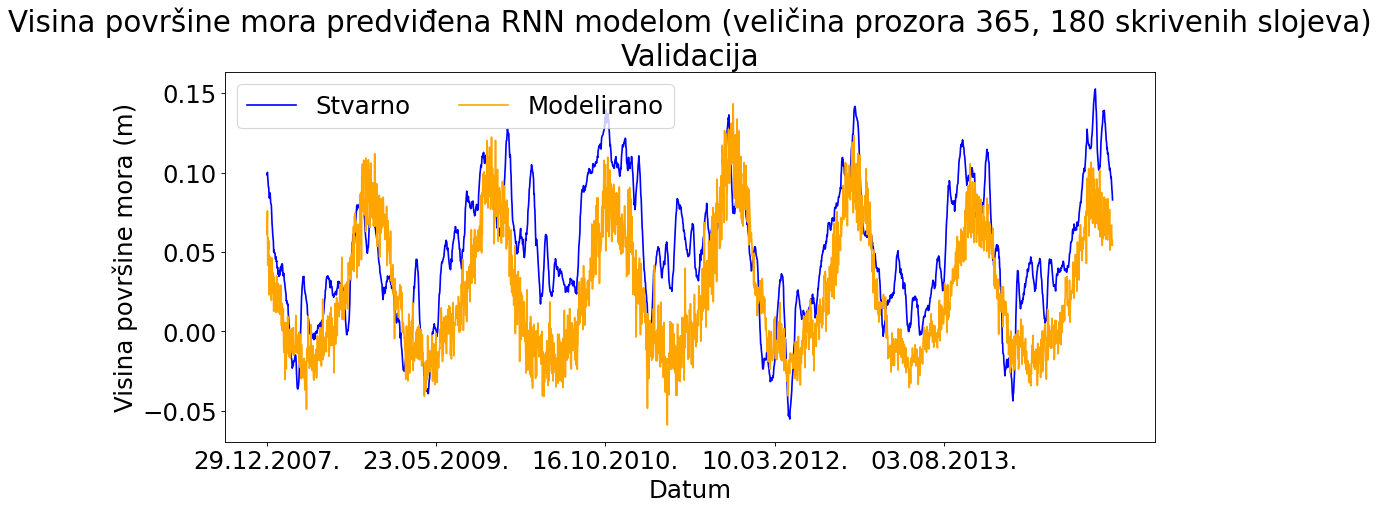 Visina površine mora predviđena RNN modelom (veličina prozora 365, 180 skrivenih slojeva)
Validacija
Stvarno Modelirano
Visina površine mora (m)
0.15
0.10
0.05
0.00
−0.05
29.12.2007. 23.05.2009. 16.10.2010. 10.03.2012. 03.08.2013.
Datum